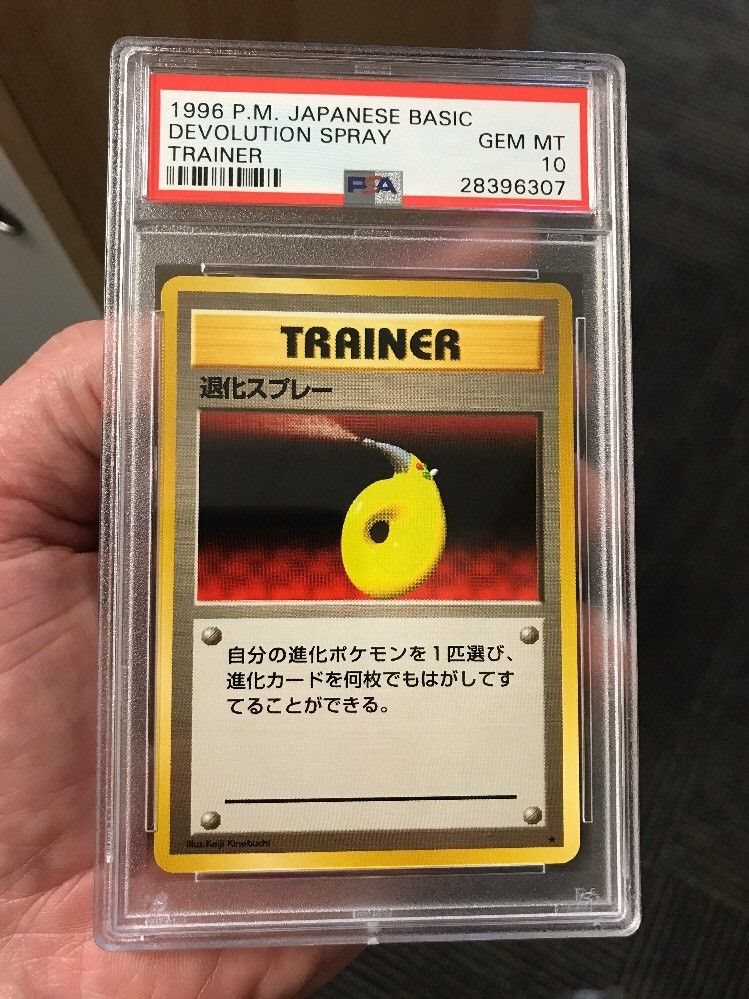 1996 P.M. JAPANESE BASIC
DEVOLUTION SPRAY GEM MT
TRAINER 10
PSA 28396307
TRAINER
退化スプレー
自分の進化ポケモンを1匹選び、
進化カードを何枚でもはがしてす
てることができる。
Illus. Keiji Kinebuchi ★